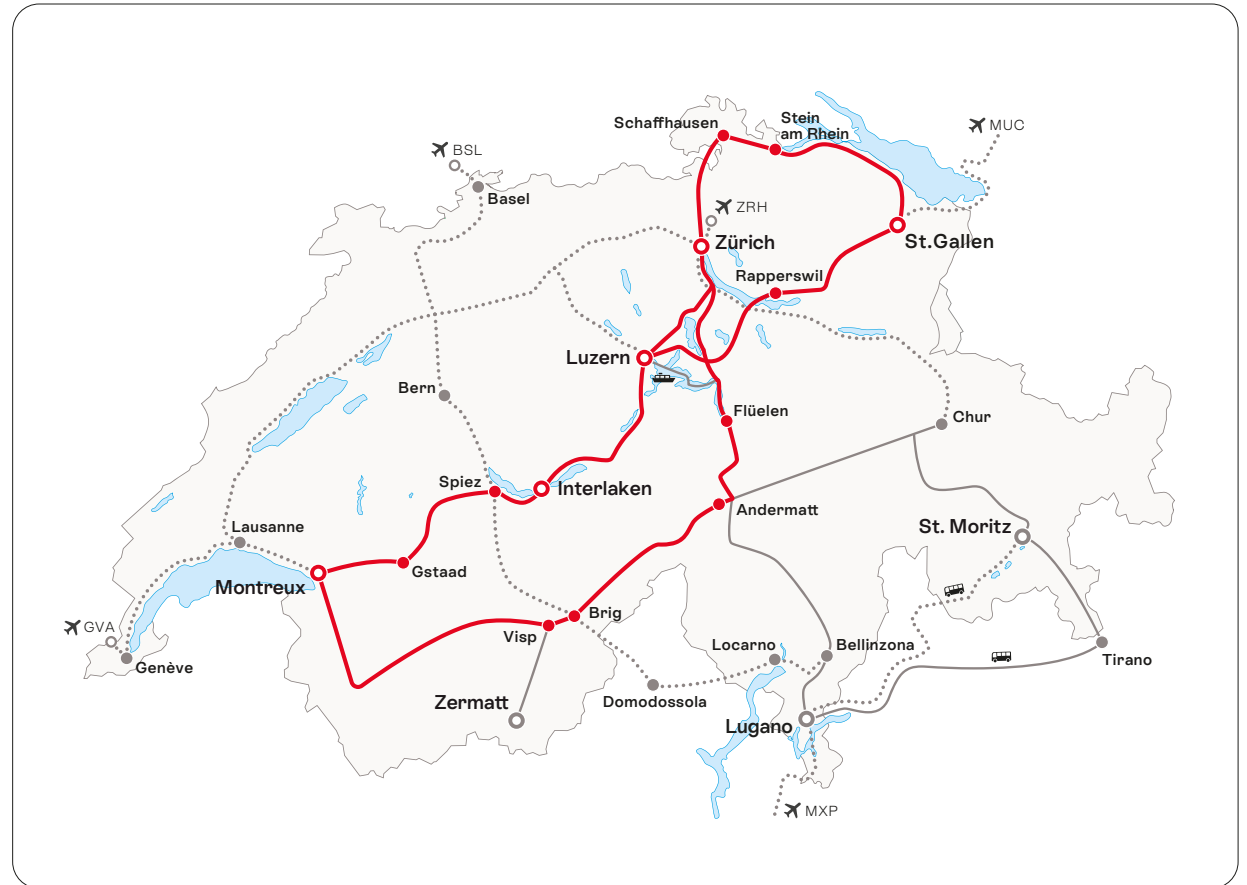 Schaffhausen
Stein
am Rhein
MUC
BSL
Basel
ZRH
Zürich
St.Gallen
Rapperswil
Luzern
Bern
Flüelen
Chur
Spiez
Interlaken
Andermatt
St. Moritz
Lausanne
Gstaad
Montreux
Brig
GVA
Visp
Genève
Locarno
Bellinzona
Tirano
Zermatt
Domodossola
Lugano
MXP